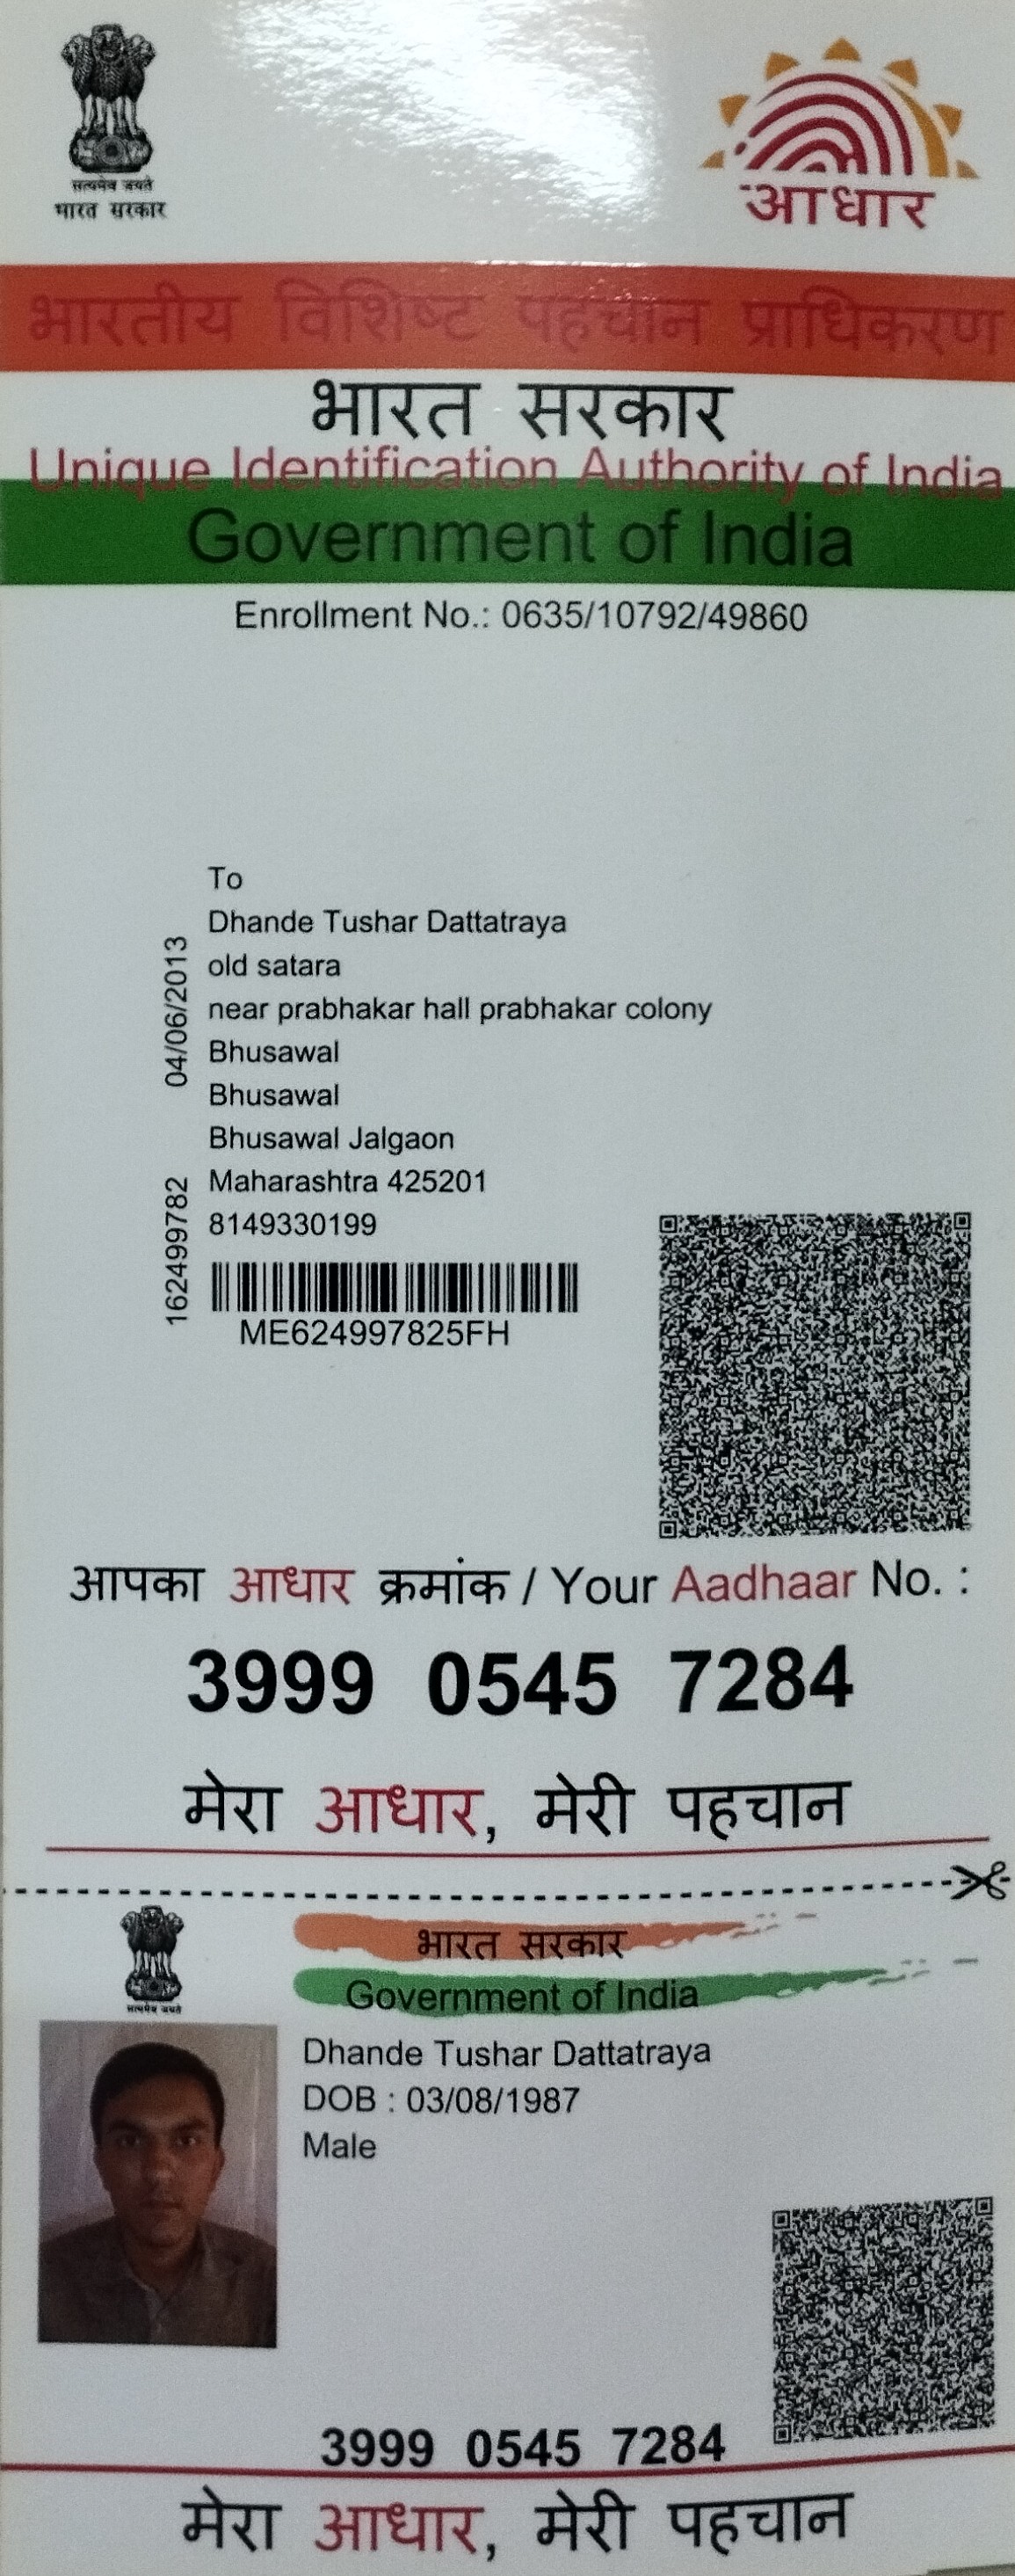 सत्यमेव जयते
भारत सरकार
आधार
भारतीय विशिष्ट पहचान प्राधिकरण
भारत सरकार
Unique Identification Authority of India
Government of India
Enrollment No.: 0635/10792/49860
To
Dhande Tushar Dattatraya
old satara
near prabhakar hall prabhakar colony
Bhusawal
Bhusawal
Bhusawal Jalgaon
Maharashtra 425201
8149330199
04/06/2013
162499782
ME624997825FH
आपका आधार क्रमांक / Your Aadhaar No. :
3999 0545 7284
मेरा आधार, मेरी पहचान
सत्यमेव जयते
भारत सरकार
Government of India
Dhande Tushar Dattatraya
DOB : 03/08/1987
Male
3999 0545 7284
मेरा आधार, मेरी पहचान